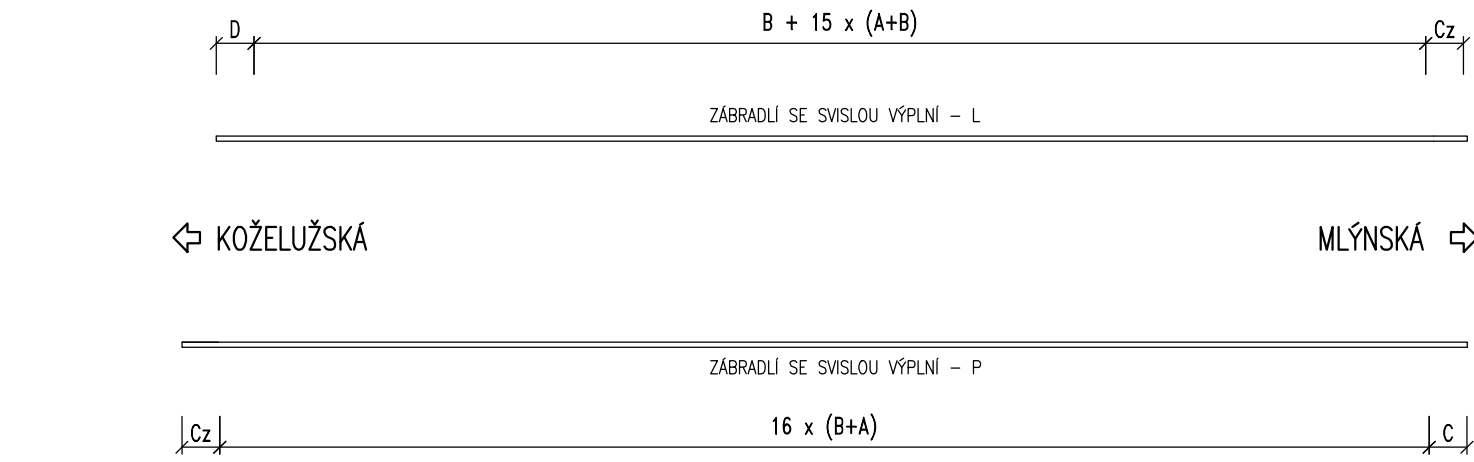 D B + 15 x (A+B) Cz
ZÁBRADLÍ SE SVISLOU VÝPLNÍ – L
KOŽELUŽSKÁ MLÝNSKÁ
ZÁBRADLÍ SE SVISLOU VÝPLNÍ – P
Cz 16 x (B+A) C